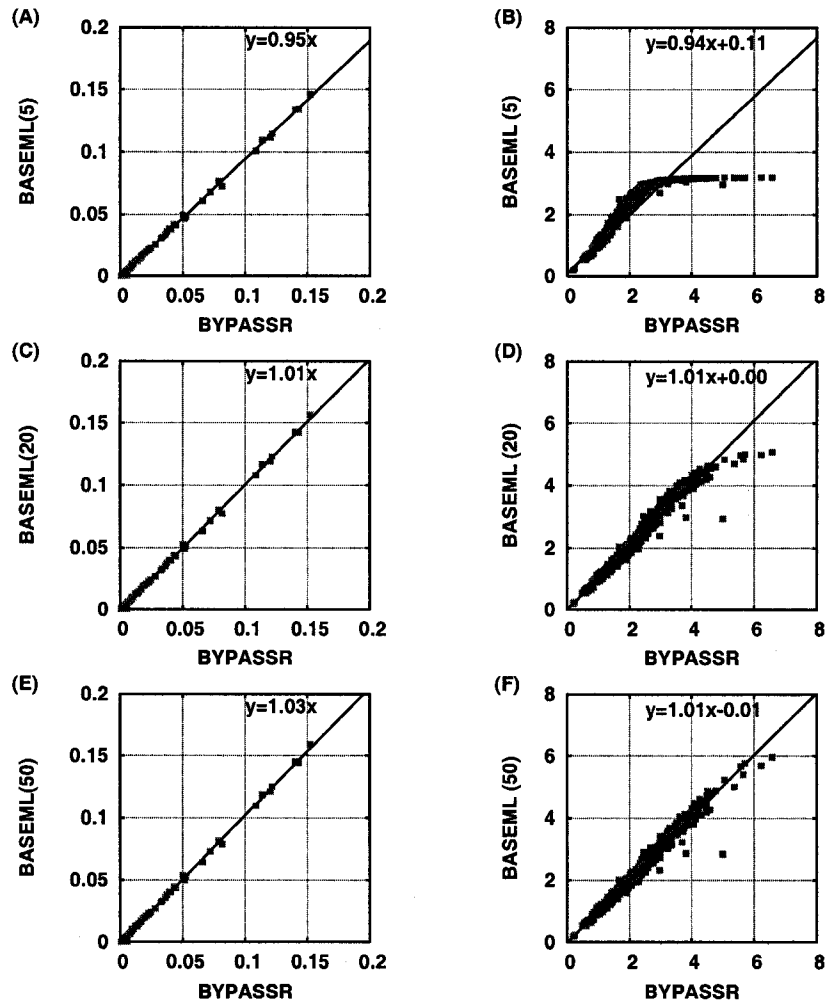 (A)
0.2
y=0.95x
0.15
BASEML(5)
0.1
0.05
0
0 0.05 0.1 0.15 0.2
BYPASSR
(B)
8
y=0.94x+0.11
6
BASEML (5)
4
2
0
0 2 4 6 8
BYPASSR
(C)
0.2
y=1.01x
0.15
BASEML(20)
0.1
0.05
0
0 0.05 0.1 0.15 0.2
BYPASSR
(D)
8
y=1.01x+0.00
6
BASEML (20)
4
2
0
0 2 4 6 8
BYPASSR
(E)
0.2
y=1.03x
0.15
BASEML(50)
0.1
0.05
0
0 0.05 0.1 0.15 0.2
BYPASSR
(F)
8
y=1.01x-0.01
6
BASEML (50)
4
2
0
0 2 4 6 8
BYPASSR